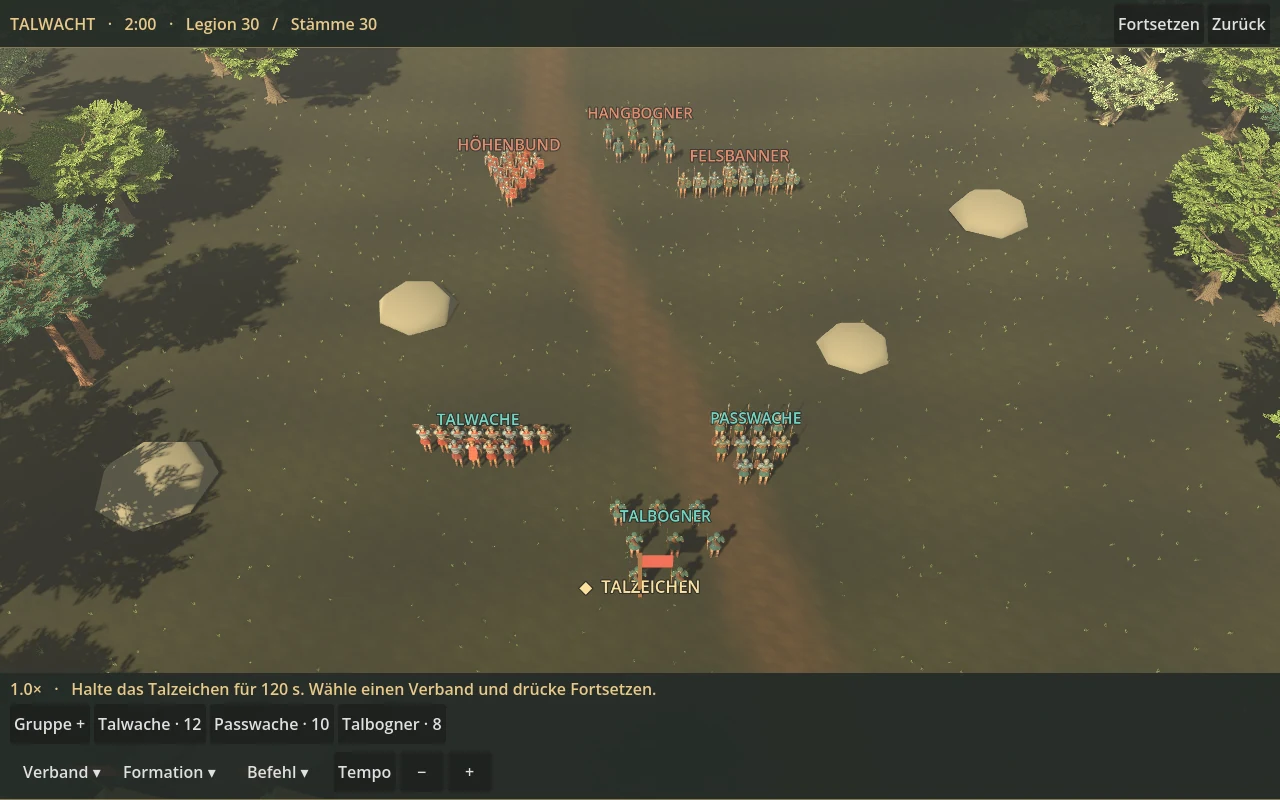 TALWACHT · 2:00 · Legion 30 / Stämme 30
Fortsetzen Zurück
HANGBOGNER
HÖHENBUND
FELSBANNER
TALWACHE
PASSWACHE
TALBOGNER
◆ TALZEICHEN
1.0× · Halte das Talzeichen für 120 s. Wähle einen Verband und drücke Fortsetzen.
Gruppe + Talwache · 12 Passwache · 10 Talbogner · 8
Verband ▾ Formation ▾ Befehl ▾ Tempo − +